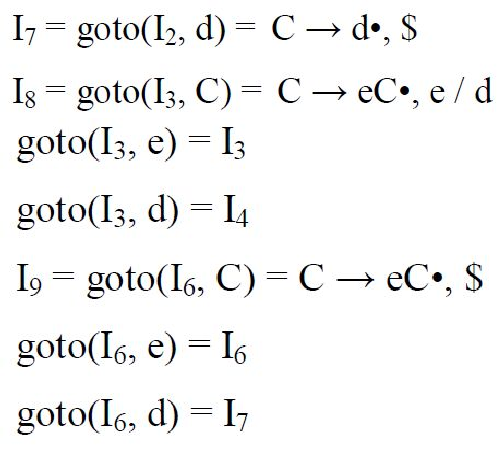 I₇ = goto(I₂, d) = C → d•, $
I₈ = goto(I₃, C) = C → eC•, e / d
goto(I₃, e) = I₃
goto(I₃, d) = I₄
I₉ = goto(I₆, C) = C → eC•, $
goto(I₆, e) = I₆
goto(I₆, d) = I₇